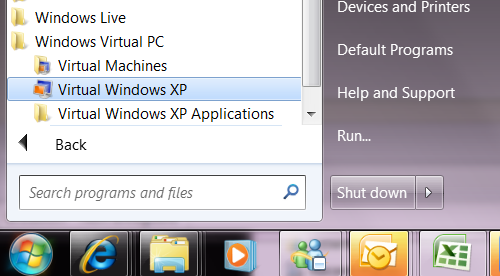 Windows Live
Windows Virtual PC
Virtual Machines
Virtual Windows XP
Virtual Windows XP Applications
Back
Search programs and files
Devices and Printers
Default Programs
Help and Support
Run...
Shut down